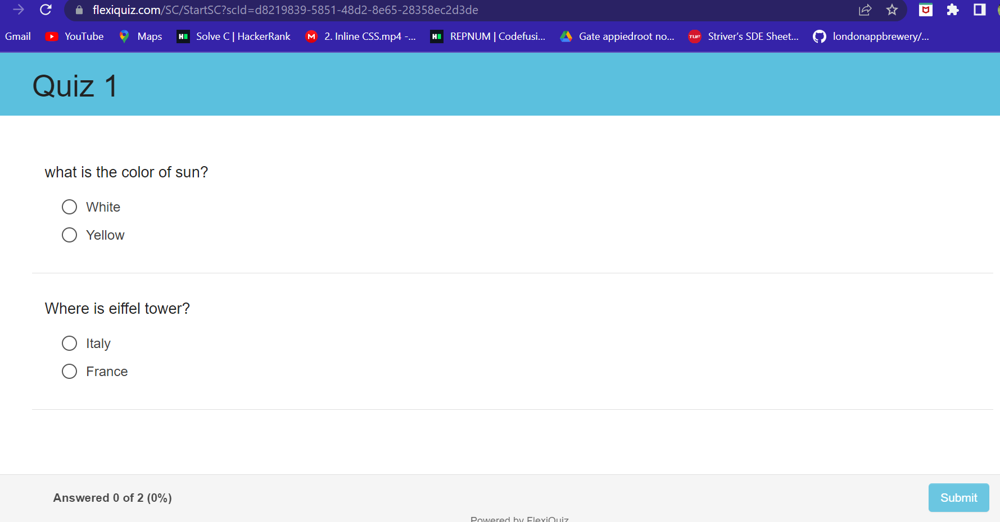 flexiquiz.com/SC/StartSC?scId=d8219839-5851-48d2-8e65-28358ec2d3de
Gmail YouTube Maps Solve C | HackerRank 2. Inline CSS.mp4 -... REPNUM | Codefusi... Gate appiedroot no... TUF Striver's SDE Sheet... londonappbrewery/...
Quiz 1
what is the color of sun?
White
Yellow
Where is eiffel tower?
Italy
France
Answered 0 of 2 (0%)
Submit
Powered by FlexiQuiz